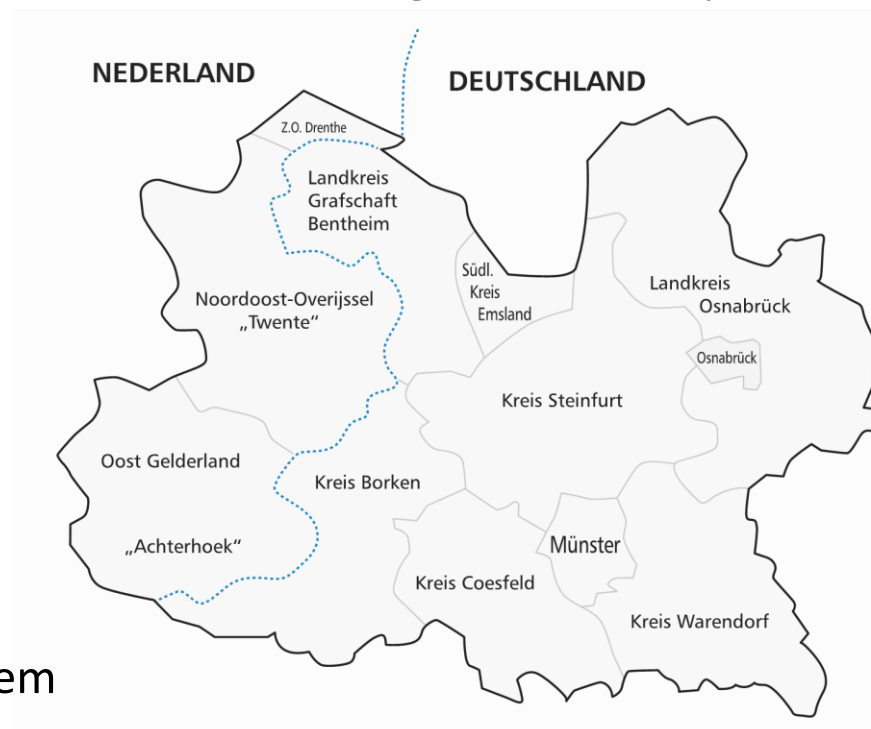 NEDERLAND
DEUTSCHLAND
Z.O. Drenthe
Landkreis
Grafschaft
Bentheim
Südl.
Kreis
Emsland
Landkreis
Osnabrück
Noordoost-Overijssel
„Twente“
Osnabrück
Kreis Steinfurt
Oost Gelderland
Kreis Borken
„Achterhoek“
Münster
Kreis Coesfeld
Kreis Warendorf
em